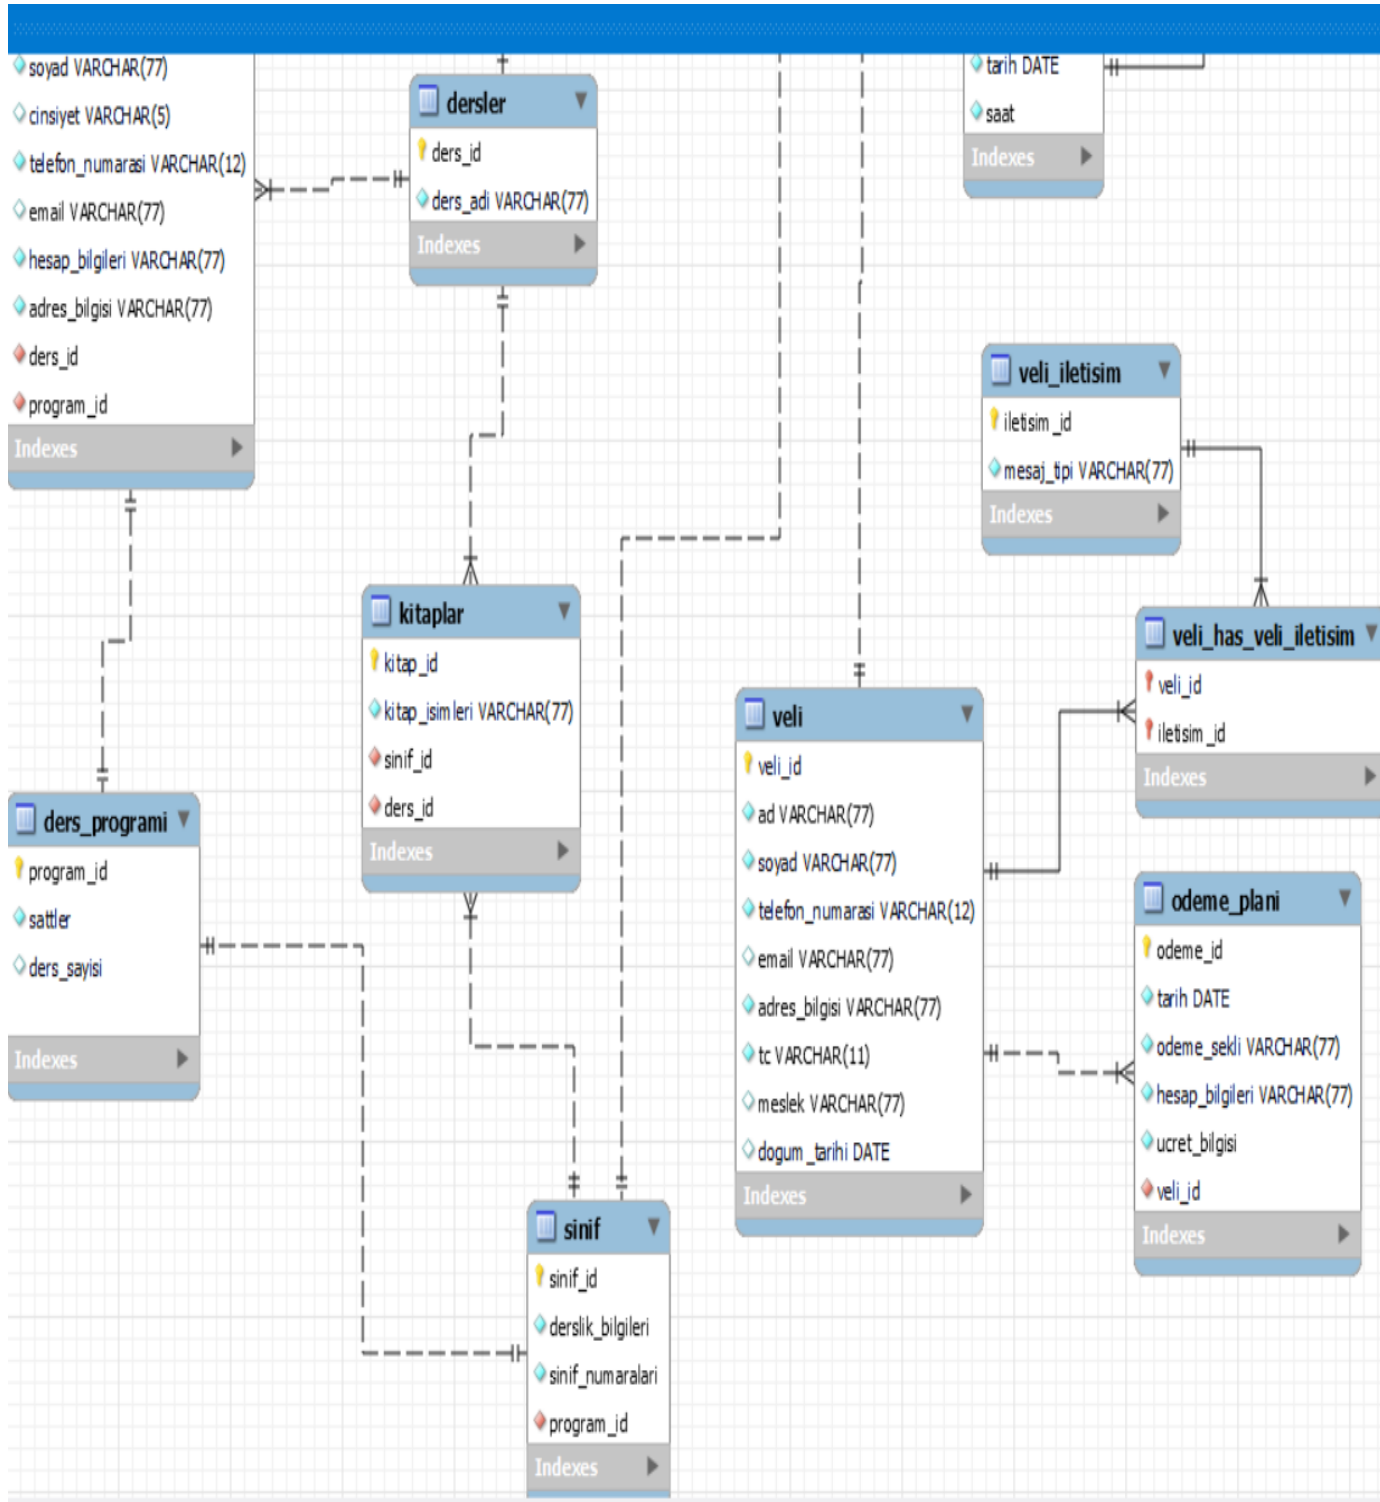 soyad VARCHAR(77)
cinsiyet VARCHAR(5)
telefon_numarasi VARCHAR(12)
email VARCHAR(77)
hesap_bilgileri VARCHAR(77)
adres_bilgisi VARCHAR(77)
ders_id
program_id
Indexes
dersler
ders_id
ders_adi VARCHAR(77)
Indexes
tarih DATE
saat
Indexes
veli_iletisim
iletisim_id
mesaj_tipi VARCHAR(77)
Indexes
kitaplar
kitap_id
kitap_isimleri VARCHAR(77)
sinif_id
ders_id
Indexes
veli_has_veli_iletisim
veli_id
iletisim_id
Indexes
veli
veli_id
ad VARCHAR(77)
soyad VARCHAR(77)
telefon_numarasi VARCHAR(12)
email VARCHAR(77)
adres_bilgisi VARCHAR(77)
tc VARCHAR(11)
meslek VARCHAR(77)
dogum_tarihi DATE
Indexes
ders_programi
program_id
sattler
ders_sayisi
Indexes
odeme_plani
odeme_id
tarih DATE
odeme_sekli VARCHAR(77)
hesap_bilgileri VARCHAR(77)
ucret_bilgisi
veli_id
Indexes
sinif
sinif_id
derslik_bilgileri
sinif_numaralari
program_id
Indexes